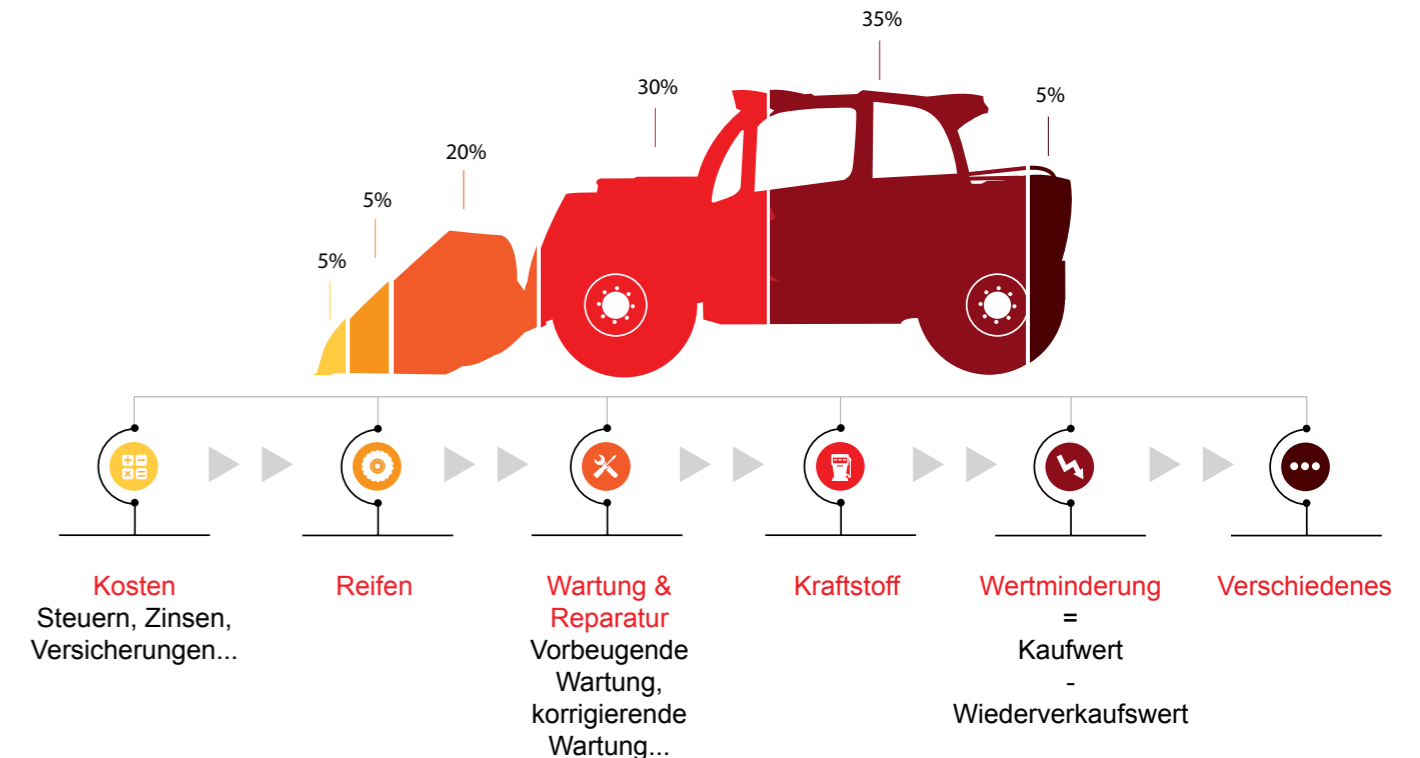 35%
30%
5%
20%
5%
5%
Kosten
Steuern, Zinsen,
Versicherungen...
Reifen
Wartung &
Reparatur
Vorbeugende
Wartung,
korrigierende
Wartung...
Kraftstoff
Wertminderung
=
Kaufwert
-
Wiederverkaufswert
Verschiedenes